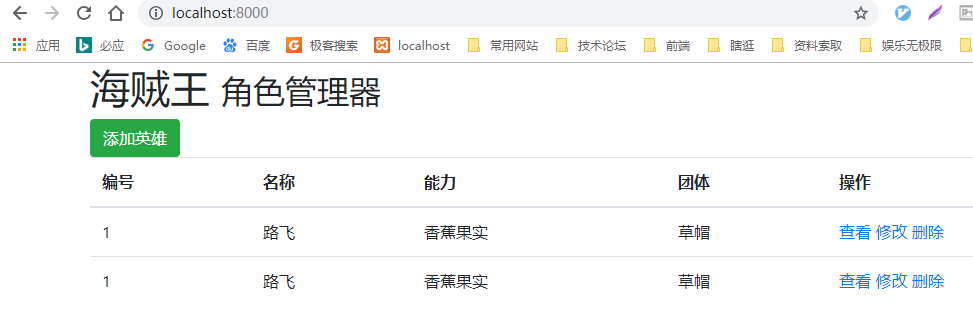 localhost:8000
应用 必应 Google 百度 极客搜索 localhost 常用网站 技术论坛 前端 瞎逛 资料索取 娱乐无极限
海贼王 角色管理器
添加英雄
编号 名称 能力 团体 操作
1 路飞 香蕉果实 草帽 查看 修改 删除
1 路飞 香蕉果实 草帽 查看 修改 删除